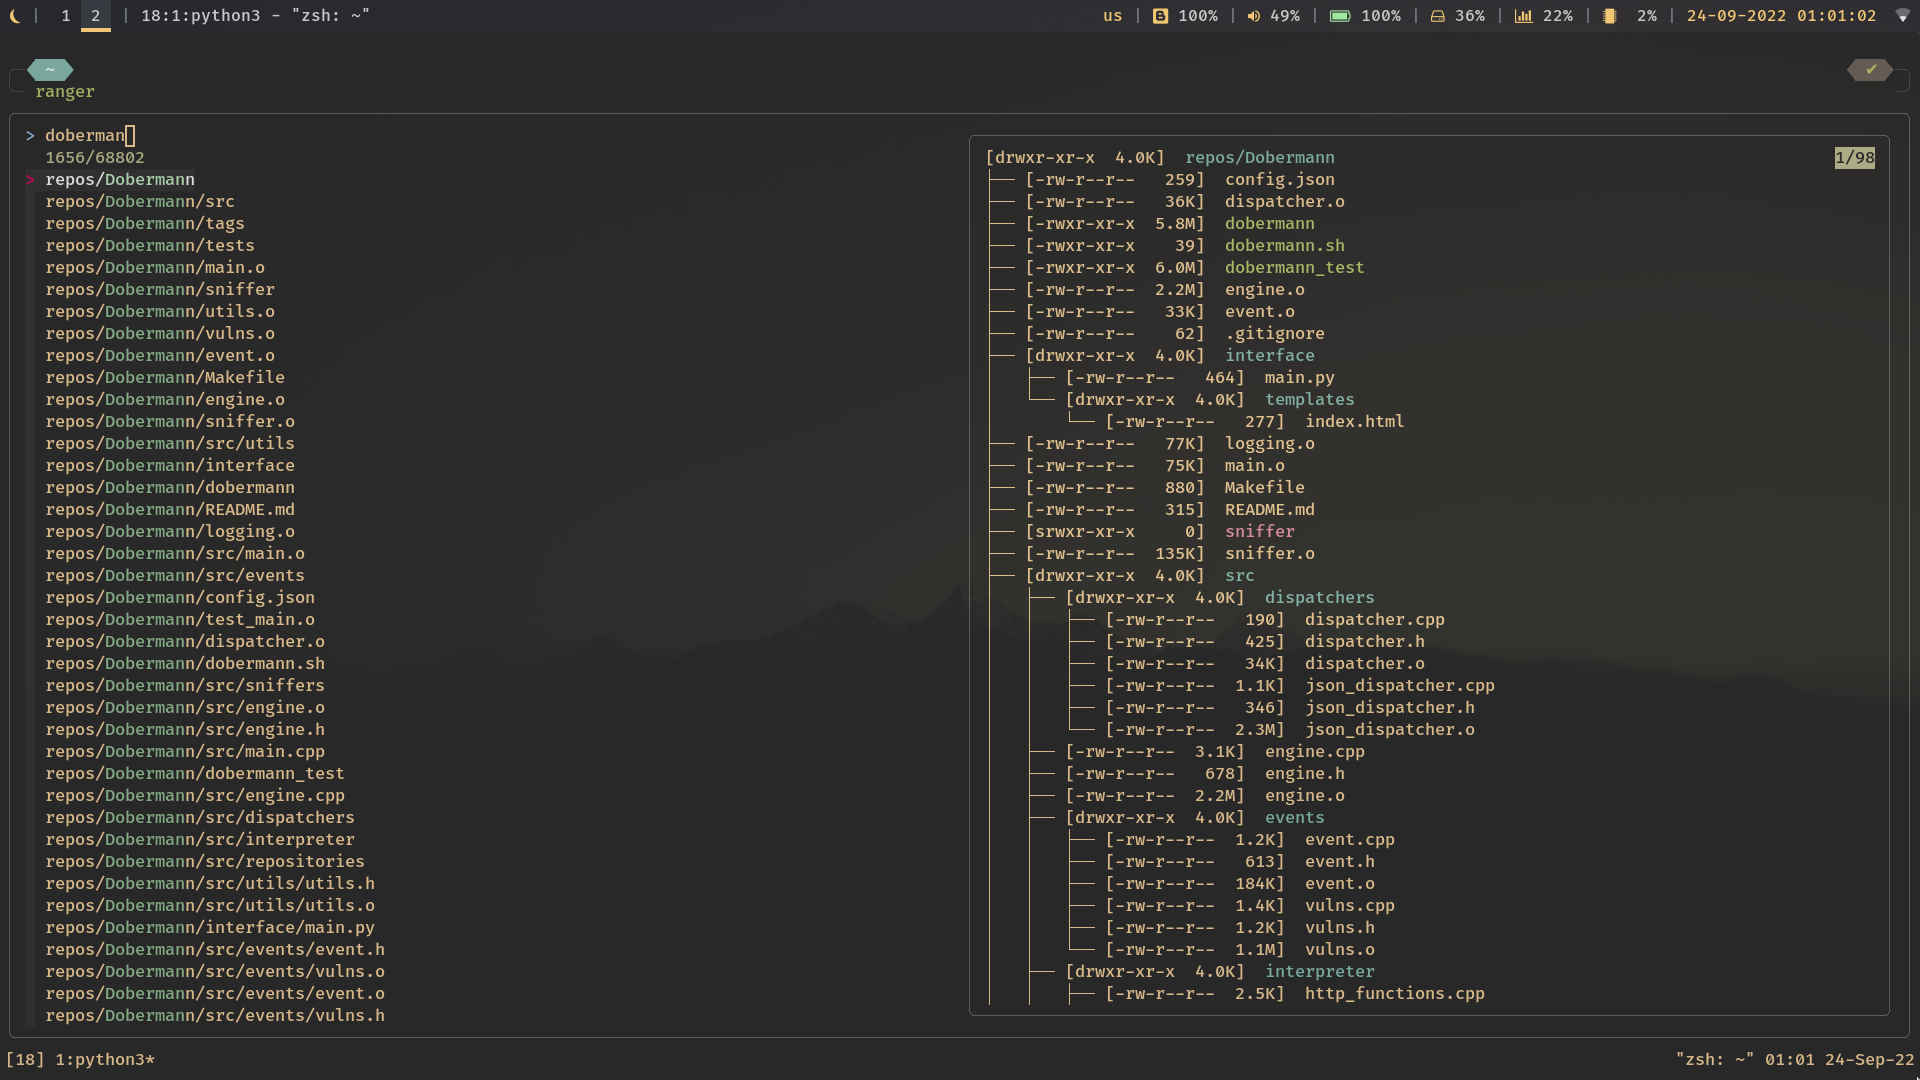 1 2 | 18:1:python3 - "zsh: ~" us | B 100% | 49% | 100% | 36% | 22% | 2% | 24-09-2022 01:01:02
~ ✔
ranger
> doberman
1656/68802
> repos/Dobermann
repos/Dobermann/src
repos/Dobermann/tags
repos/Dobermann/tests
repos/Dobermann/main.o
repos/Dobermann/sniffer
repos/Dobermann/utils.o
repos/Dobermann/vulns.o
repos/Dobermann/event.o
repos/Dobermann/Makefile
repos/Dobermann/engine.o
repos/Dobermann/sniffer.o
repos/Dobermann/src/utils
repos/Dobermann/interface
repos/Dobermann/dobermann
repos/Dobermann/README.md
repos/Dobermann/logging.o
repos/Dobermann/src/main.o
repos/Dobermann/src/events
repos/Dobermann/config.json
repos/Dobermann/test_main.o
repos/Dobermann/dispatcher.o
repos/Dobermann/dobermann.sh
repos/Dobermann/src/sniffers
repos/Dobermann/src/engine.o
repos/Dobermann/src/engine.h
repos/Dobermann/src/main.cpp
repos/Dobermann/dobermann_test
repos/Dobermann/src/engine.cpp
repos/Dobermann/src/dispatchers
repos/Dobermann/src/interpreter
repos/Dobermann/src/repositories
repos/Dobermann/src/utils/utils.h
repos/Dobermann/src/utils/utils.o
repos/Dobermann/interface/main.py
repos/Dobermann/src/events/event.h
repos/Dobermann/src/events/vulns.o
repos/Dobermann/src/events/event.o
repos/Dobermann/src/events/vulns.h
[drwxr-xr-x 4.0K] repos/Dobermann 1/98
├── [-rw-r--r-- 259] config.json
├── [-rw-r--r-- 36K] dispatcher.o
├── [-rwxr-xr-x 5.8M] dobermann
├── [-rwxr-xr-x 39] dobermann.sh
├── [-rwxr-xr-x 6.0M] dobermann_test
├── [-rw-r--r-- 2.2M] engine.o
├── [-rw-r--r-- 33K] event.o
├── [-rw-r--r-- 62] .gitignore
├── [drwxr-xr-x 4.0K] interface
│   ├── [-rw-r--r-- 464] main.py
│   └── [drwxr-xr-x 4.0K] templates
│       └── [-rw-r--r-- 277] index.html
├── [-rw-r--r-- 77K] logging.o
├── [-rw-r--r-- 75K] main.o
├── [-rw-r--r-- 880] Makefile
├── [-rw-r--r-- 315] README.md
├── [srwxr-xr-x 0] sniffer
├── [-rw-r--r-- 135K] sniffer.o
├── [drwxr-xr-x 4.0K] src
│   ├── [drwxr-xr-x 4.0K] dispatchers
│   │   ├── [-rw-r--r-- 190] dispatcher.cpp
│   │   ├── [-rw-r--r-- 425] dispatcher.h
│   │   ├── [-rw-r--r-- 34K] dispatcher.o
│   │   ├── [-rw-r--r-- 1.1K] json_dispatcher.cpp
│   │   ├── [-rw-r--r-- 346] json_dispatcher.h
│   │   └── [-rw-r--r-- 2.3M] json_dispatcher.o
│   ├── [-rw-r--r-- 3.1K] engine.cpp
│   ├── [-rw-r--r-- 678] engine.h
│   ├── [-rw-r--r-- 2.2M] engine.o
│   ├── [drwxr-xr-x 4.0K] events
│   │   ├── [-rw-r--r-- 1.2K] event.cpp
│   │   ├── [-rw-r--r-- 613] event.h
│   │   ├── [-rw-r--r-- 184K] event.o
│   │   ├── [-rw-r--r-- 1.4K] vulns.cpp
│   │   ├── [-rw-r--r-- 1.2K] vulns.h
│   │   └── [-rw-r--r-- 1.1M] vulns.o
│   ├── [drwxr-xr-x 4.0K] interpreter
│   │   ├── [-rw-r--r-- 2.5K] http_functions.cpp
[18] 1:python3* "zsh: ~" 01:01 24-Sep-22